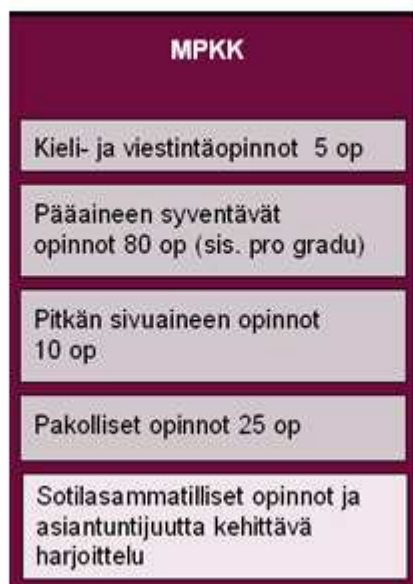 MPKK
Kieli- ja viestintäopinnot 5 op
Pääaineen syventävät
opinnot 80 op (sis. pro gradu)
Pitkän sivuaineen opinnot
10 op
Pakolliset opinnot 25 op
Sotilasammatilliset opinnot ja
asiantuntijuutta kehittävä
harjoittelu